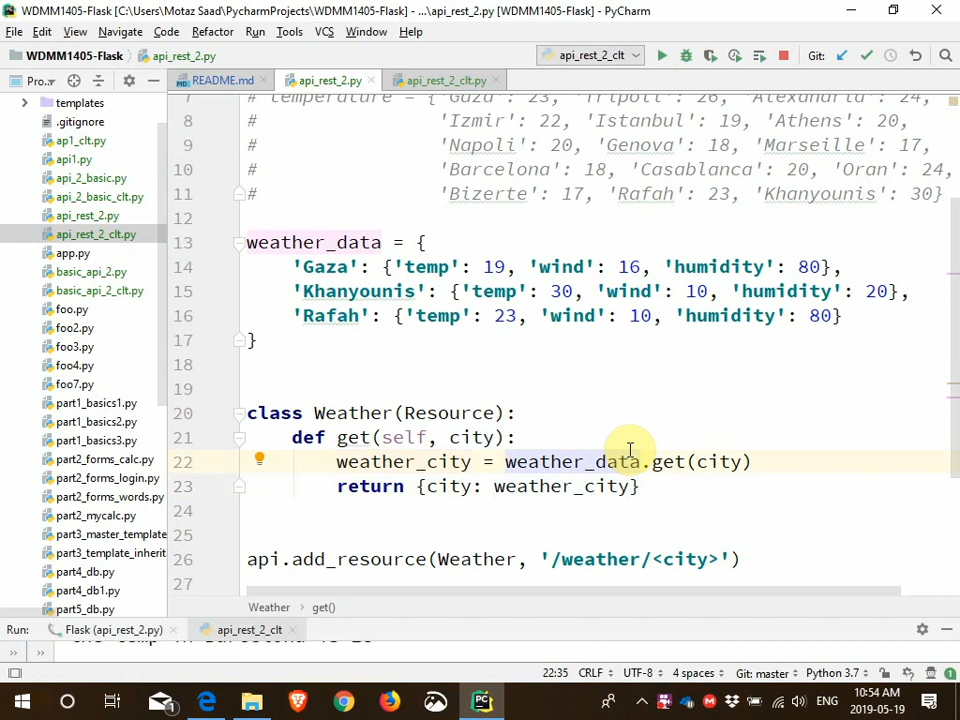 WDMM1405-Flask [C:\Users\Motaz Saad\PycharmProjects\WDMM1405-Flask] - ...\api_rest_2.py [WDMM1405-Flask] - PyCharm
File Edit View Navigate Code Refactor Run Tools VCS Window Help
WDMM1405-Flask api_rest_2.py api_rest_2_clt Git:
Pro.. README.md api_rest_2.py api_rest_2_clt.py
templates
.gitignore
ap1_clt.py
api1.py
api_2_basic.py
api_2_basic_clt.py
api_rest_2.py
api_rest_2_clt.py
app.py
basic_api_2.py
basic_api_2_clt.py
foo.py
foo2.py
foo3.py
foo4.py
foo7.py
part1_basics1.py
part1_basics2.py
part1_basics3.py
part2_forms_calc.py
part2_forms_login.py
part2_forms_words.py
part2_mycalc.py
part3_master_template
part3_template_inherit
part4_db.py
part4_db1.py
part5_db.py
7 # temperature = {'Gaza': 23, 'Tripoli': 26, 'Alexandria': 24,
8 # 'Izmir': 22, 'Istanbul': 19, 'Athens': 20,
9 # 'Napoli': 20, 'Genova': 18, 'Marseille': 17,
10 # 'Barcelona': 18, 'Casablanca': 20, 'Oran': 24,
11 # 'Bizerte': 17, 'Rafah': 23, 'Khanyounis': 30}
12
13 weather_data = {
14 'Gaza': {'temp': 19, 'wind': 16, 'humidity': 80},
15 'Khanyounis': {'temp': 30, 'wind': 10, 'humidity': 20},
16 'Rafah': {'temp': 23, 'wind': 10, 'humidity': 80}
17 }
18
19
20 class Weather(Resource):
21 def get(self, city):
22 weather_city = weather_data.get(city)
23 return {city: weather_city}
24
25
26 api.add_resource(Weather, '/weather/<city>')
27
Weather get()
Run: Flask (api_rest_2.py) api_rest_2_clt
22:35 CRLF UTF-8 4 spaces Git: master Python 3.7
ENG 10:54 AM
2019-05-19